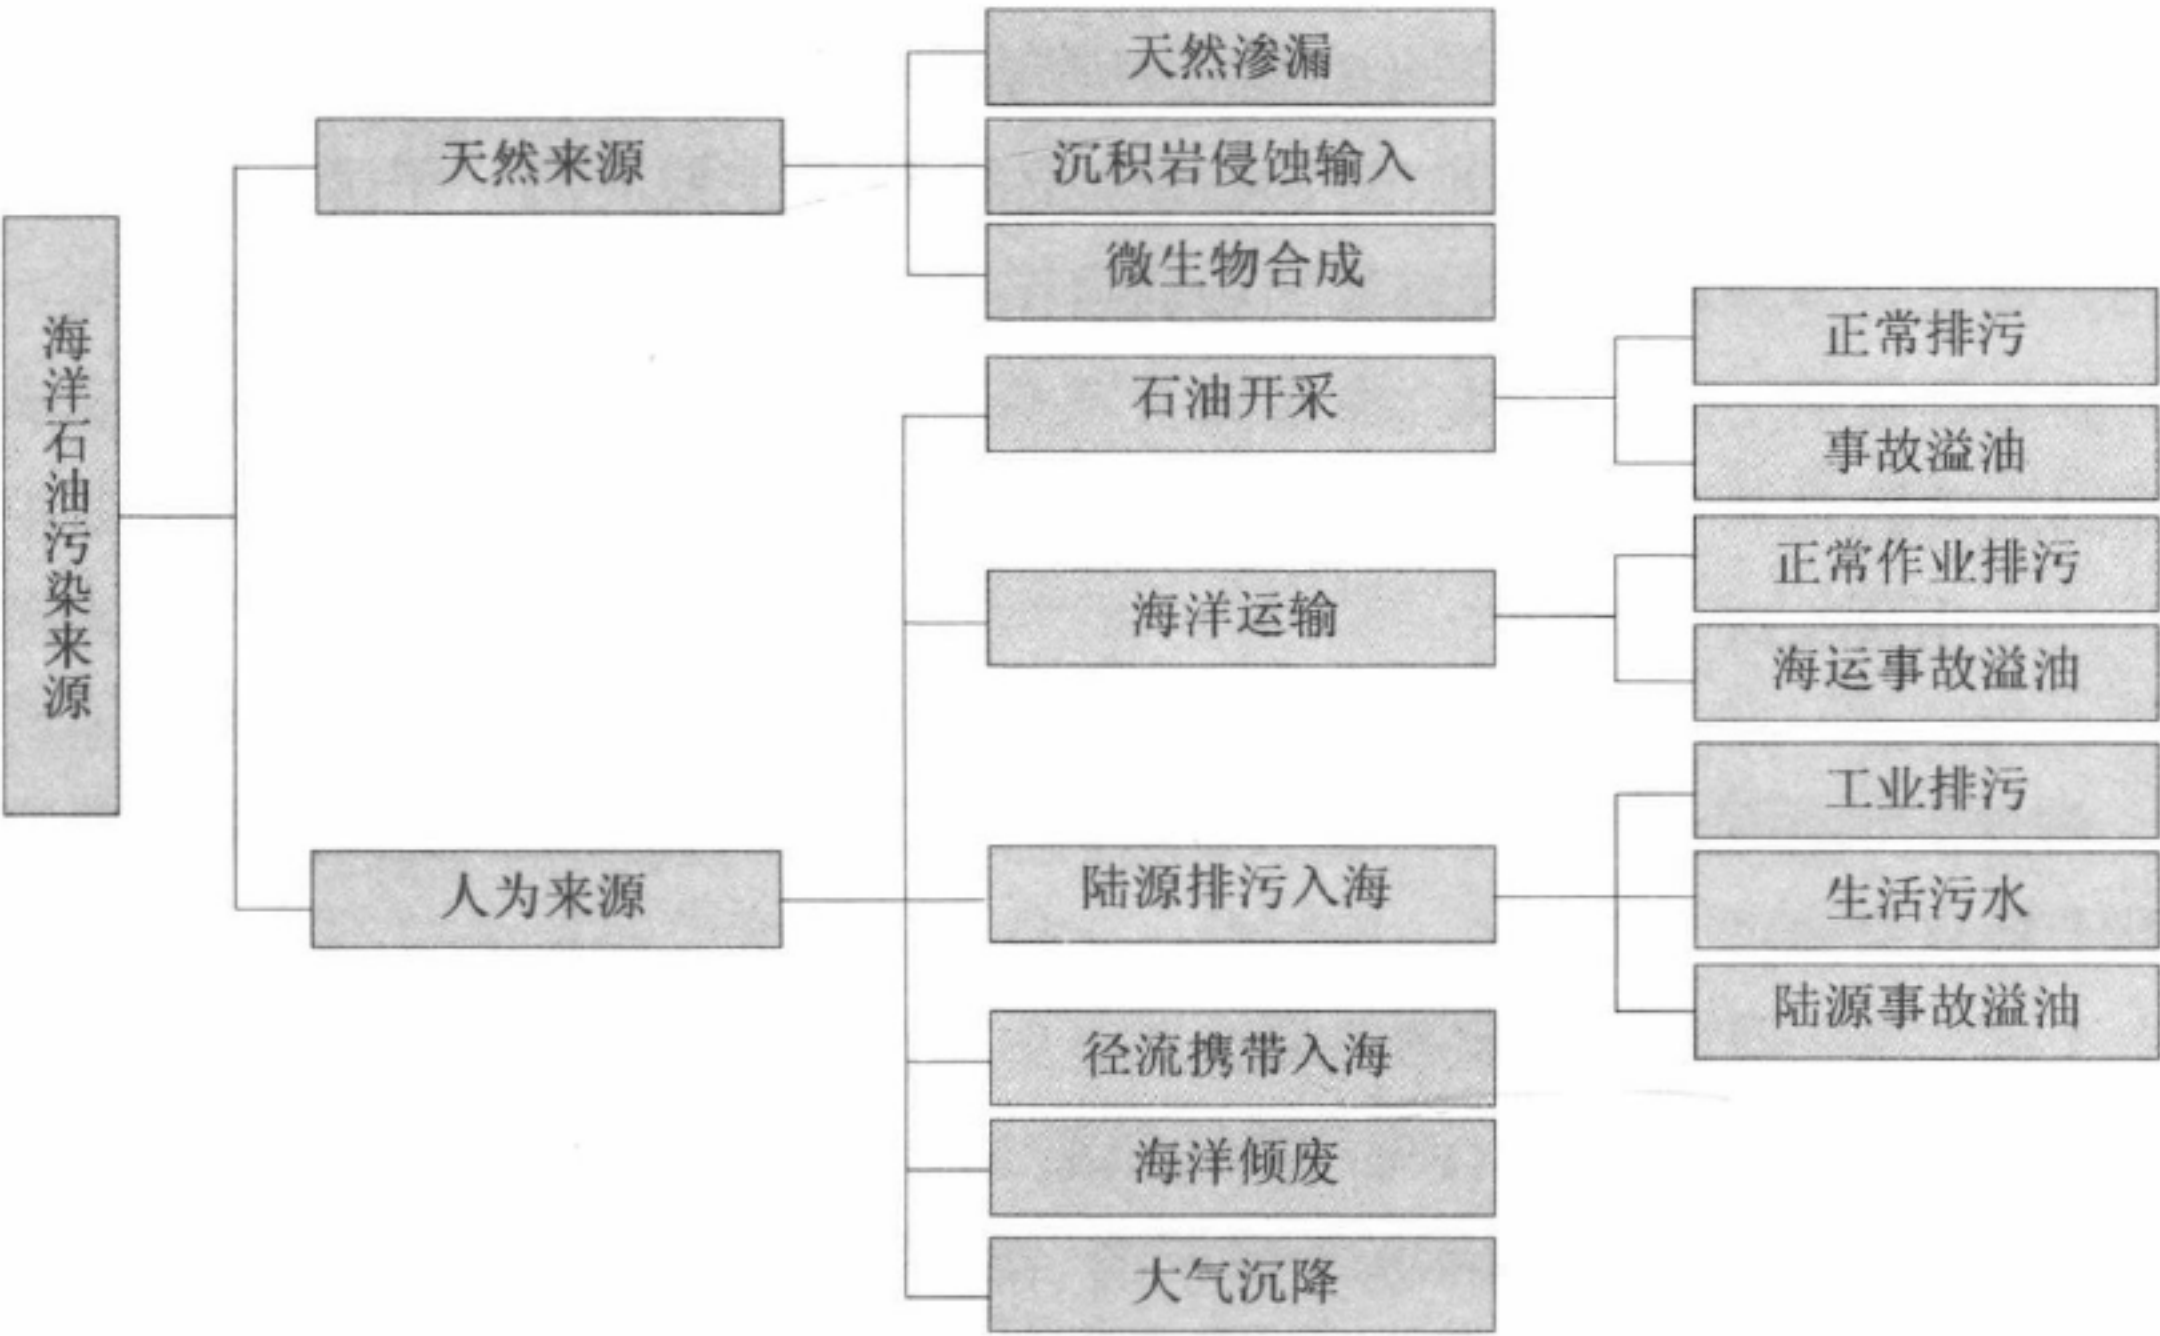 海洋石油污染来源
天然来源
天然渗漏
沉积岩侵蚀输入
微生物合成
人为来源
石油开采
正常排污
事故溢油
海洋运输
正常作业排污
海运事故溢油
陆源排污入海
工业排污
生活污水
陆源事故溢油
径流携带入海
海洋倾废
大气沉降